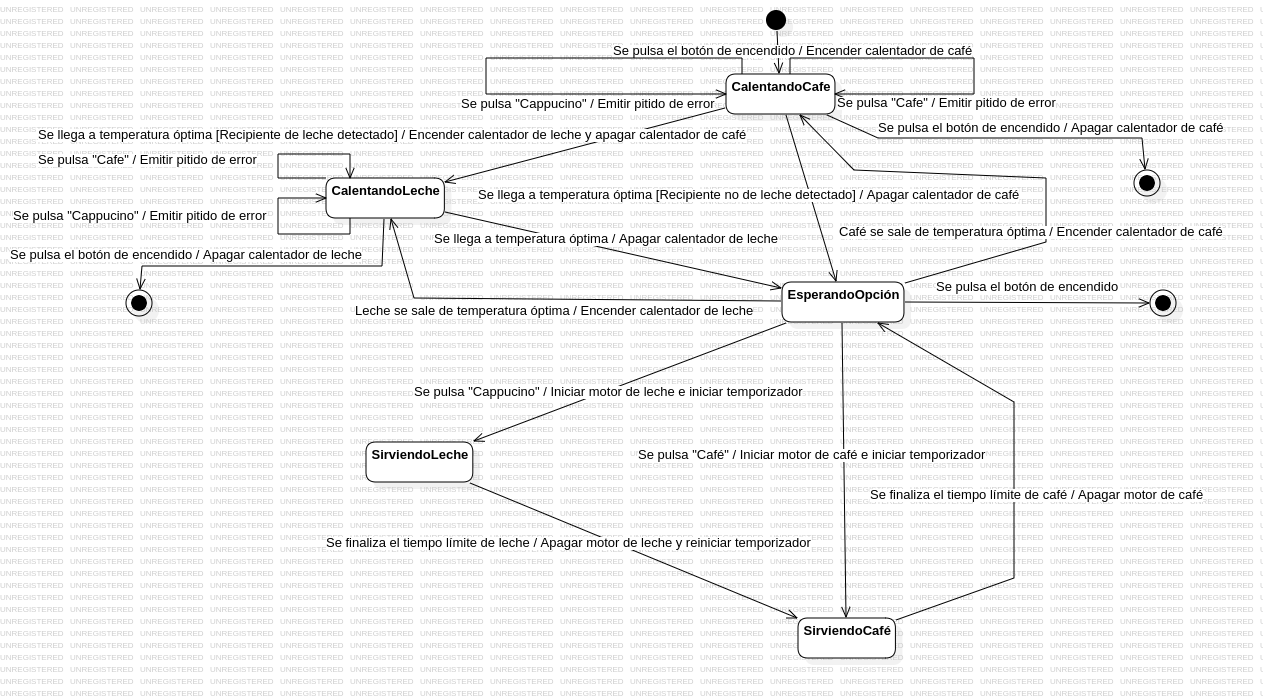 Se pulsa el botón de encendido / Encender calentador de café
CalentandoCafe
Se pulsa "Cappucino" / Emitir pitido de error
Se pulsa "Cafe" / Emitir pitido de error
Se pulsa el botón de encendido / Apagar calentador de café
Se llega a temperatura óptima [Recipiente de leche detectado] / Encender calentador de leche y apagar calentador de café
Se pulsa "Cafe" / Emitir pitido de error
CalentandoLeche
Se llega a temperatura óptima [Recipiente no de leche detectado] / Apagar calentador de café
Se pulsa "Cappucino" / Emitir pitido de error
Café se sale de temperatura óptima / Encender calentador de café
Se llega a temperatura óptima / Apagar calentador de leche
Se pulsa el botón de encendido / Apagar calentador de leche
Se pulsa el botón de encendido
EsperandoOpción
Leche se sale de temperatura óptima / Encender calentador de leche
Se pulsa "Cappucino" / Iniciar motor de leche e iniciar temporizador
SirviendoLeche
Se pulsa "Café" / Iniciar motor de café e iniciar temporizador
Se finaliza el tiempo límite de café / Apagar motor de café
Se finaliza el tiempo límite de leche / Apagar motor de leche y reiniciar temporizador
SirviendoCafé
UNREGISTERED